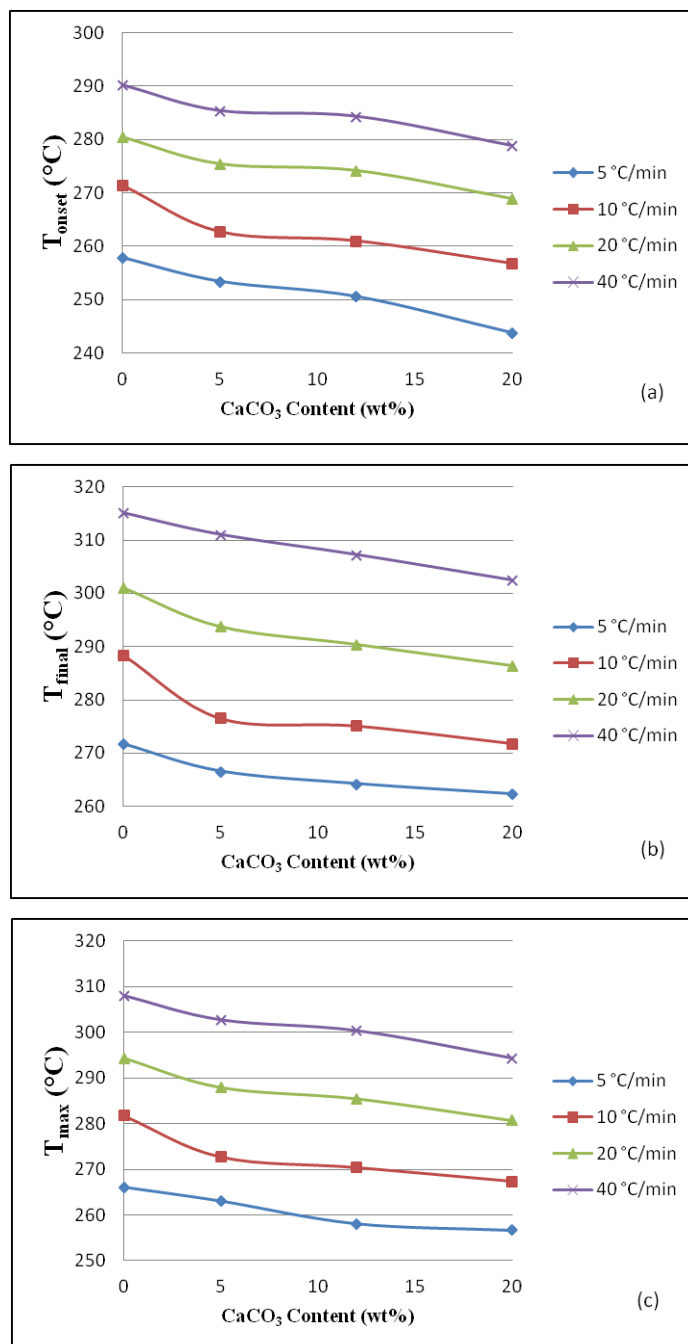 300
290
280
270
260
250
240
T_onset (°C)
0 5 10 15 20
CaCO₃ Content (wt%)
5 °C/min
10 °C/min
20 °C/min
40 °C/min
(a)
320
310
300
290
280
270
260
T_final (°C)
0 5 10 15 20
CaCO₃ Content (wt%)
5 °C/min
10 °C/min
20 °C/min
40 °C/min
(b)
320
310
300
290
280
270
260
250
T_max (°C)
0 5 10 15 20
CaCO₃ Content (wt%)
5 °C/min
10 °C/min
20 °C/min
40 °C/min
(c)